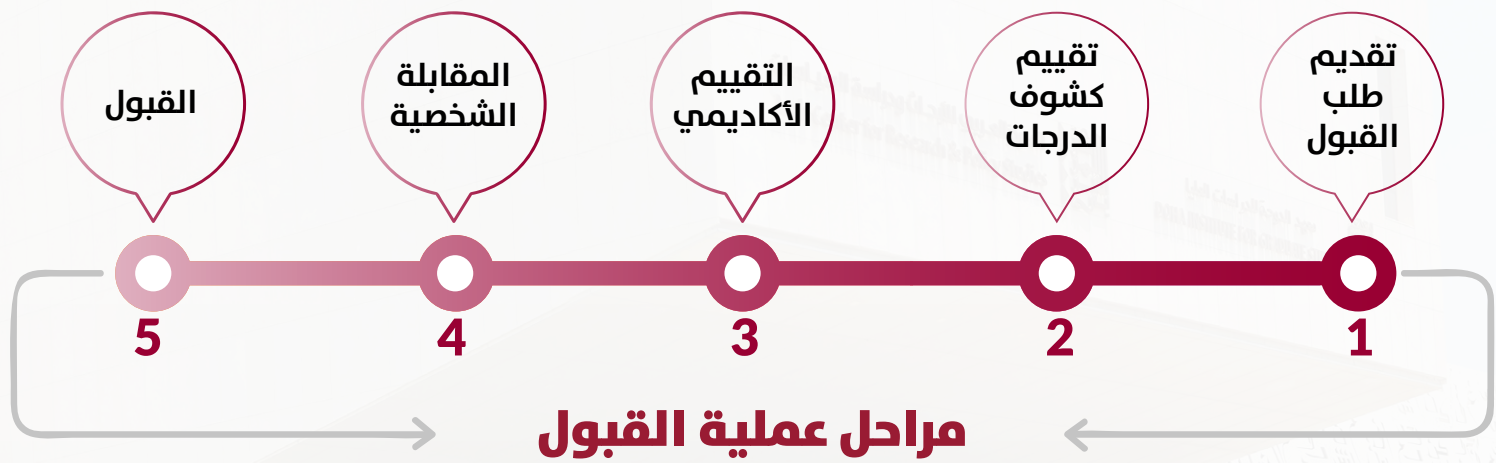 تقديم
طلب
القبول
تقييم
كشوف
الدرجات
التقييم
الأكاديمي
المقابلة
الشخصية
القبول
1
2
3
4
5
مراحل عملية القبول